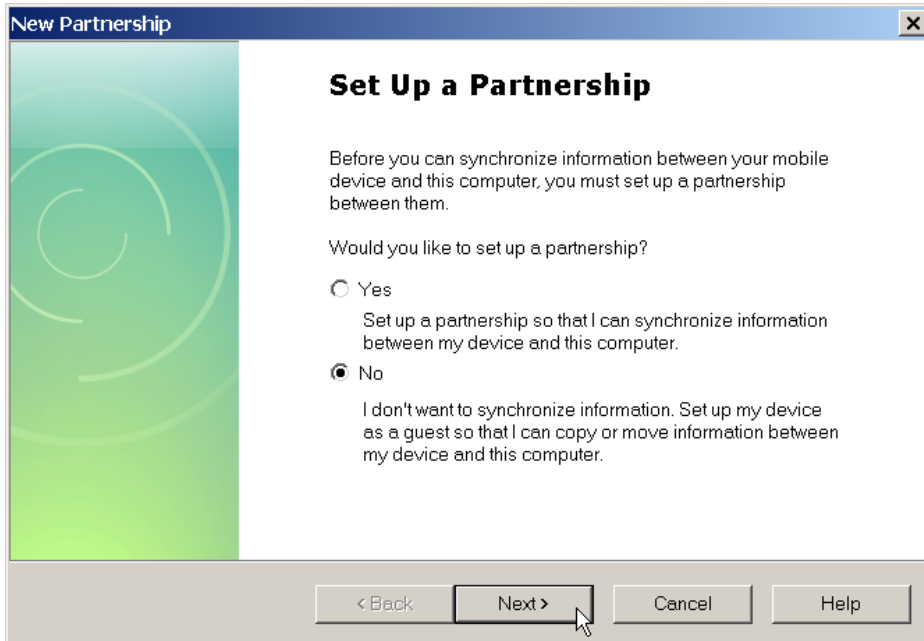 New Partnership
Set Up a Partnership
Before you can synchronize information between your mobile
device and this computer, you must set up a partnership
between them.
Would you like to set up a partnership?
Yes
Set up a partnership so that I can synchronize information
between my device and this computer.
No
I don't want to synchronize information. Set up my device
as a guest so that I can copy or move information between
my device and this computer.
< Back Next > Cancel Help